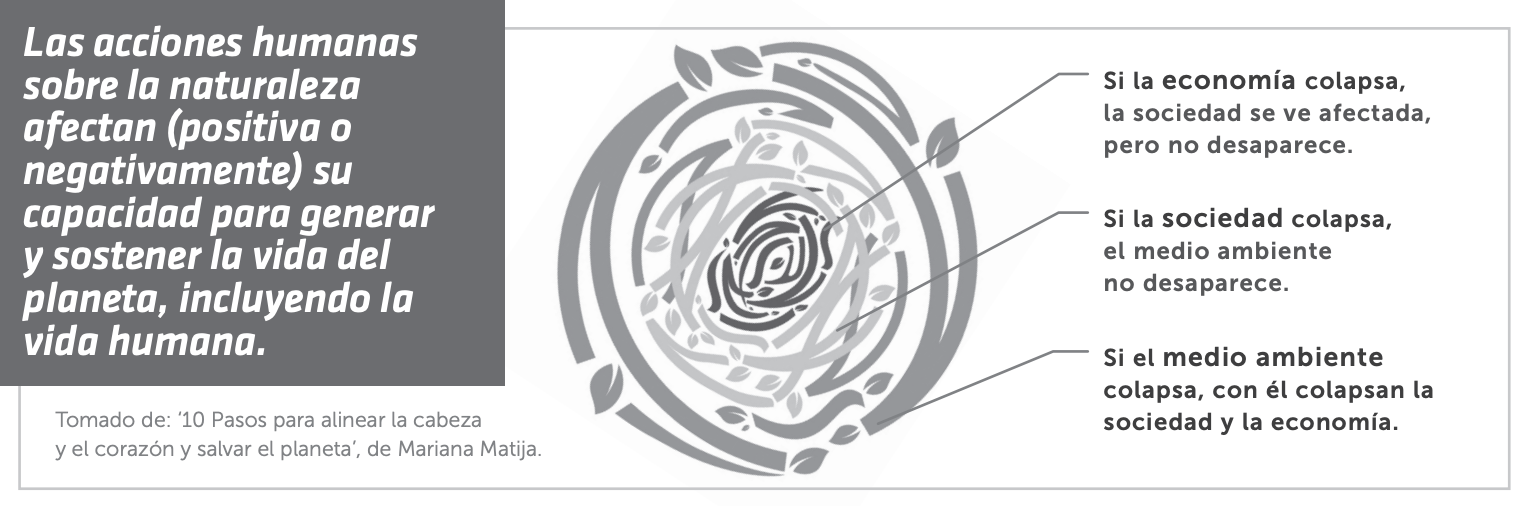 Las acciones humanas
sobre la naturaleza
afectan (positiva o
negativamente) su
capacidad para generar
y sostener la vida del
planeta, incluyendo la
vida humana.
Tomado de: ‘10 Pasos para alinear la cabeza
y el corazón y salvar el planeta’, de Mariana Matija.
Si la economía colapsa,
la sociedad se ve afectada,
pero no desaparece.
Si la sociedad colapsa,
el medio ambiente
no desaparece.
Si el medio ambiente
colapsa, con él colapsan la
sociedad y la economía.